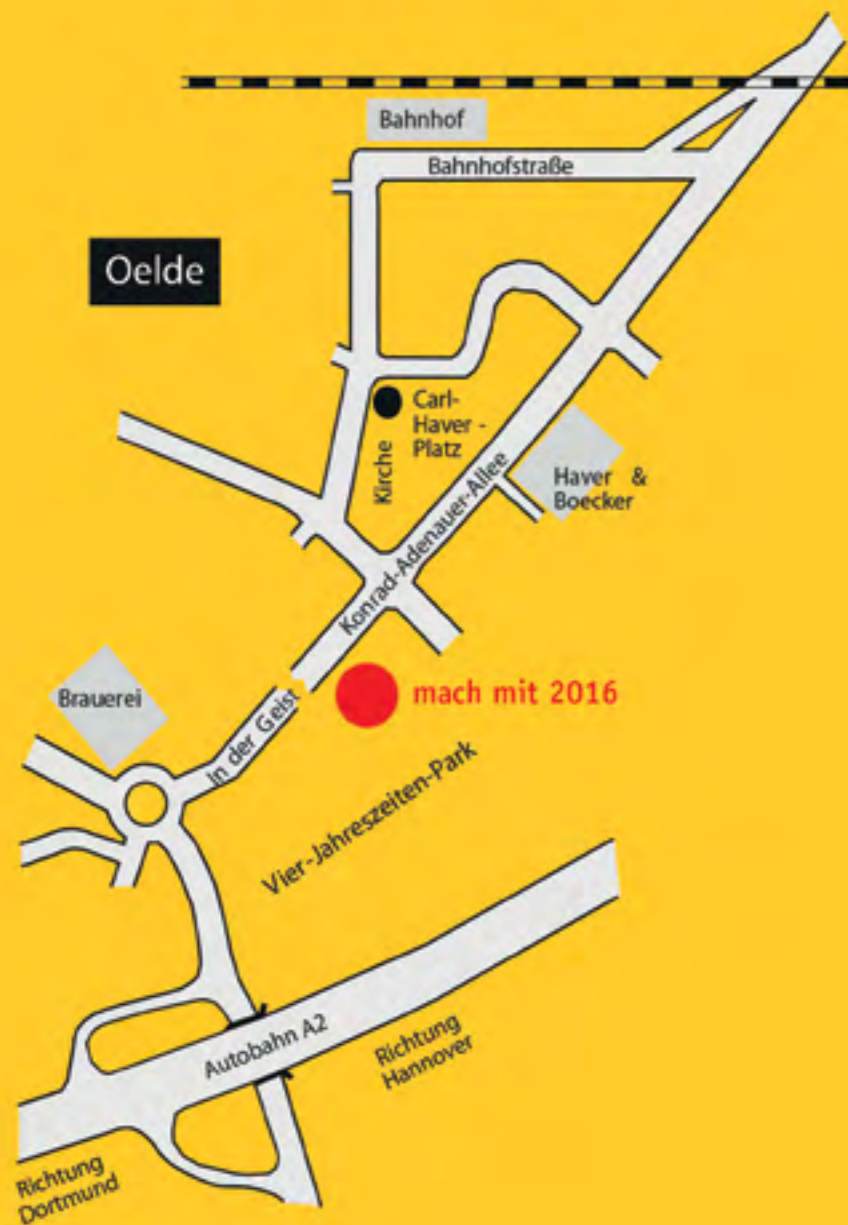 Bahnhof
Bahnhofstraße
Oelde
Carl-
Haver -
Platz
Kirche
Haver &
Boecker
Konrad-Adenauer-Allee
mach mit 2016
Brauerei
In der Geist
Vier-Jahreszeiten-Park
Autobahn A2
Richtung
Hannover
Richtung
Dortmund